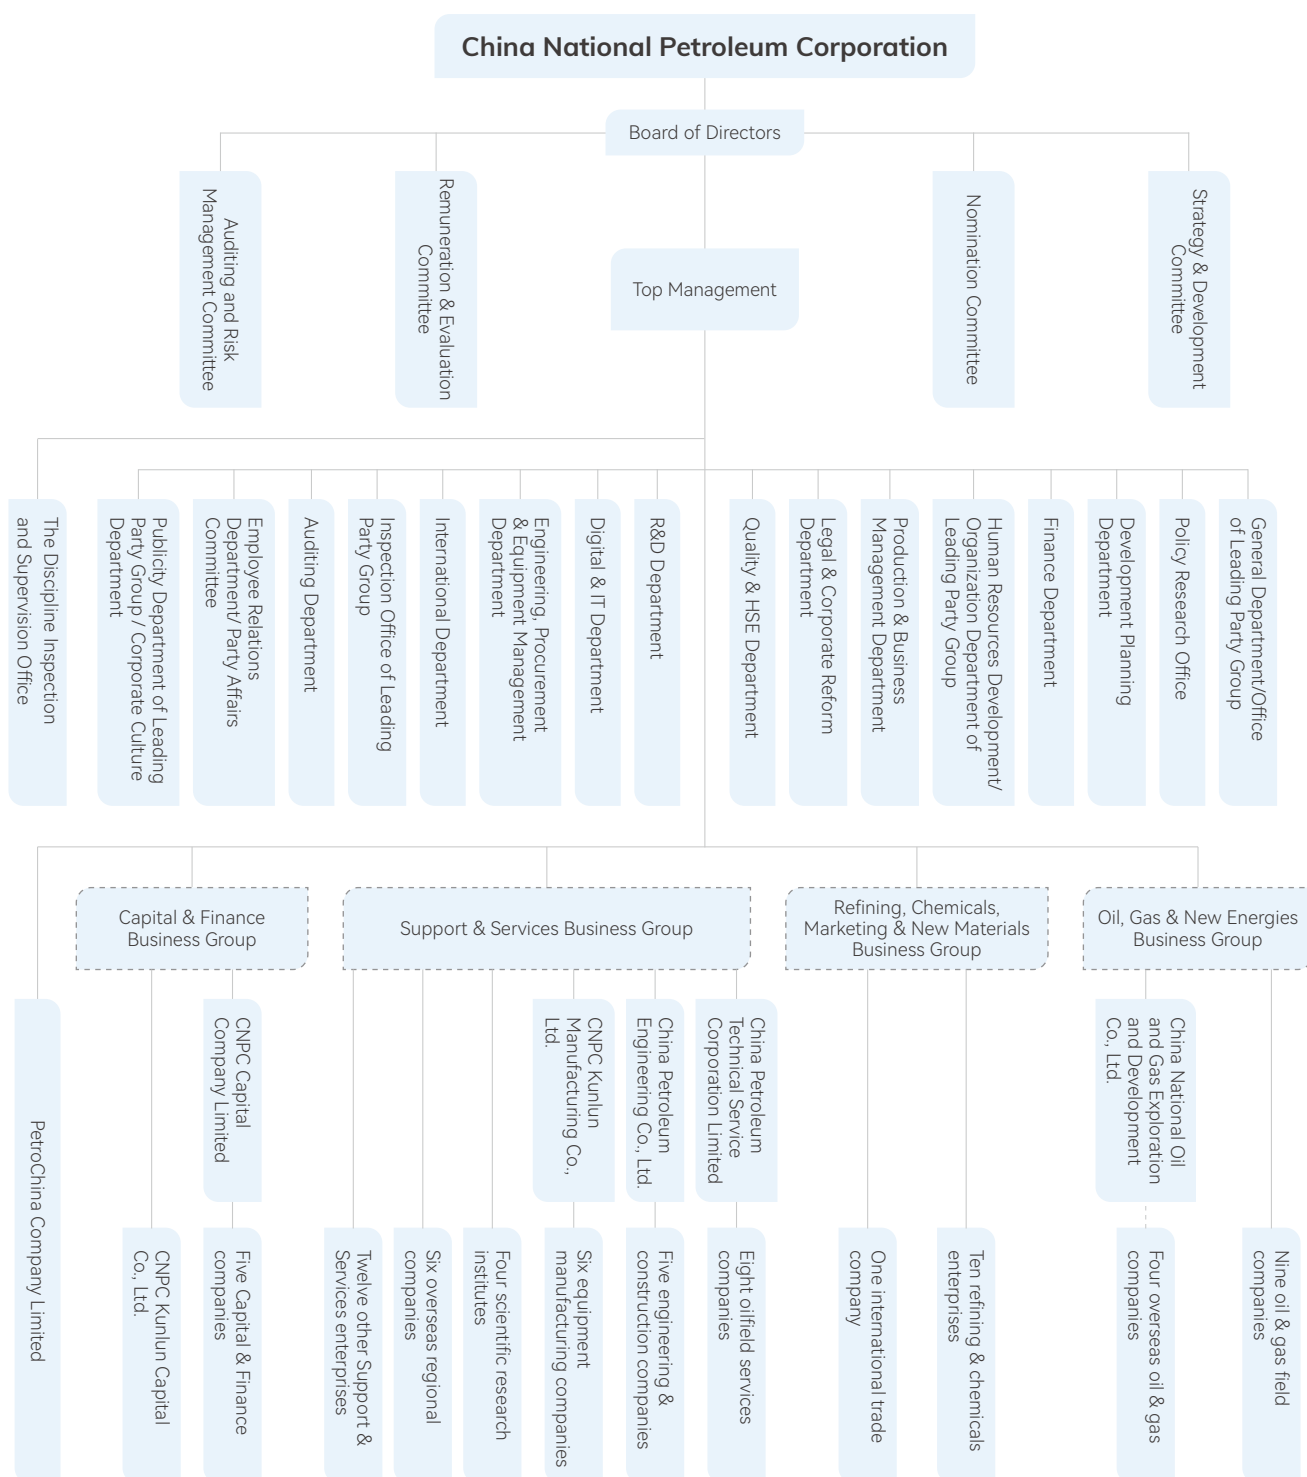 China National Petroleum Corporation
Board of Directors
Auditing and Risk
Management Committee
Remuneration & Evaluation
Committee
Top Management
Nomination Committee
Strategy & Development
Committee
The Discipline Inspection
and Supervision Office
Publicity Department of Leading
Party Group / Corporate Culture
Department
Employee Relations
Department/ Party Affairs
Committee
Auditing Department
Inspection Office of Leading
Party Group
International Department
Engineering, Procurement
& Equipment Management
Department
Digital & IT Department
R&D Department
Quality & HSE Department
Legal & Corporate Reform
Department
Production & Business
Management Department
Human Resources Development/
Organization Department of
Leading Party Group
Finance Department
Development Planning
Department
Policy Research Office
General Department/Office
of Leading Party Group
Capital & Finance
Business Group
Support & Services Business Group
Refining, Chemicals,
Marketing & New Materials
Business Group
Oil, Gas & New Energies
Business Group
PetroChina Company Limited
CNPC Capital
Company Limited
CNPC Kunlun
Manufacturing Co.,
Ltd.
China Petroleum
Engineering Co., Ltd.
China Petroleum
Technical Service
Corporation Limited
China National Oil
and Gas Exploration
and Development
Co., Ltd.
CNPC Kunlun Capital
Co., Ltd.
Five Capital & Finance
companies
Twelve other Support &
Services enterprises
Six overseas regional
companies
Four scientific research
institutes
Six equipment
manufacturing companies
Five engineering &
construction companies
Eight oilfield services
companies
One international trade
company
Ten refining & chemicals
enterprises
Four overseas oil & gas
companies
Nine oil & gas field
companies